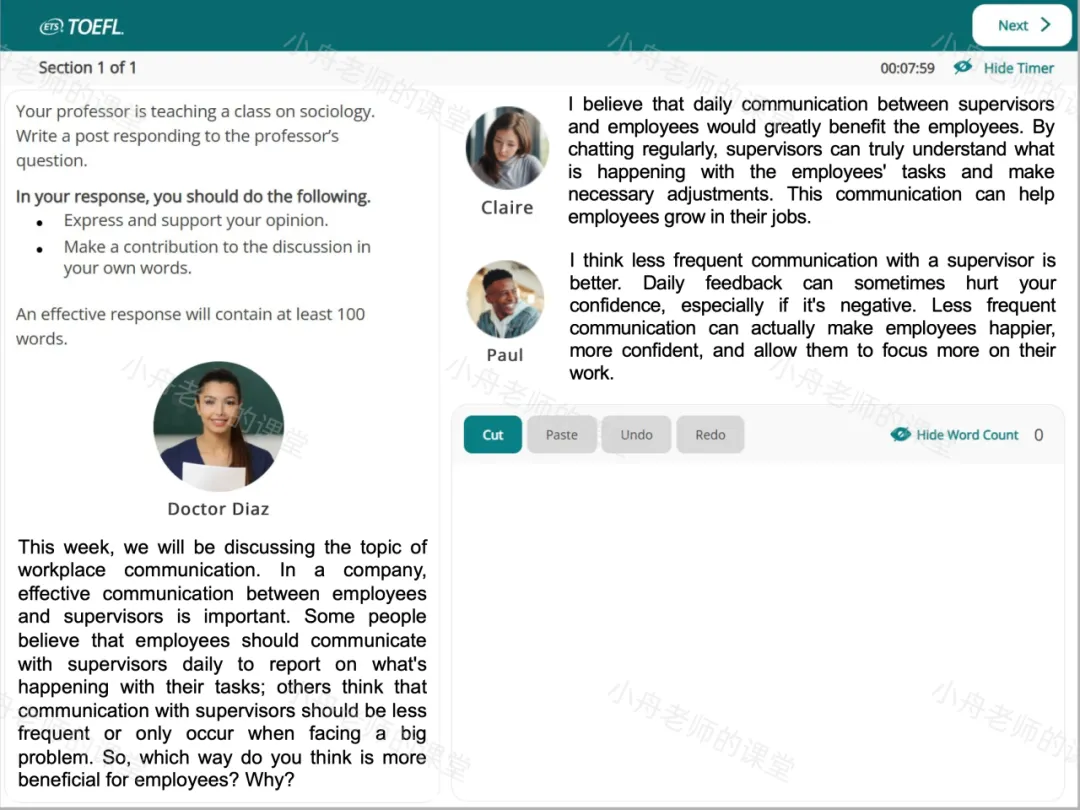 ETS TOEFL.
Next
Section 1 of 1
00:07:59
Hide Timer
Your professor is teaching a class on sociology.
Write a post responding to the professor's
question.
In your response, you should do the following.
• Express and support your opinion.
• Make a contribution to the discussion in
your own words.
An effective response will contain at least 100
words.
Doctor Diaz
This week, we will be discussing the topic of
workplace communication. In a company,
effective communication between employees
and supervisors is important. Some people
believe that employees should communicate
with supervisors daily to report on what's
happening with their tasks; others think that
communication with supervisors should be less
frequent or only occur when facing a big
problem. So, which way do you think is more
beneficial for employees? Why?
Claire
I believe that daily communication between supervisors
and employees would greatly benefit the employees. By
chatting regularly, supervisors can truly understand what
is happening with the employees' tasks and make
necessary adjustments. This communication can help
employees grow in their jobs.
Paul
I think less frequent communication with a supervisor is
better. Daily feedback can sometimes hurt your
confidence, especially if it's negative. Less frequent
communication can actually make employees happier,
more confident, and allow them to focus more on their
work.
Cut
Paste
Undo
Redo
Hide Word Count 0
小舟老师的课堂